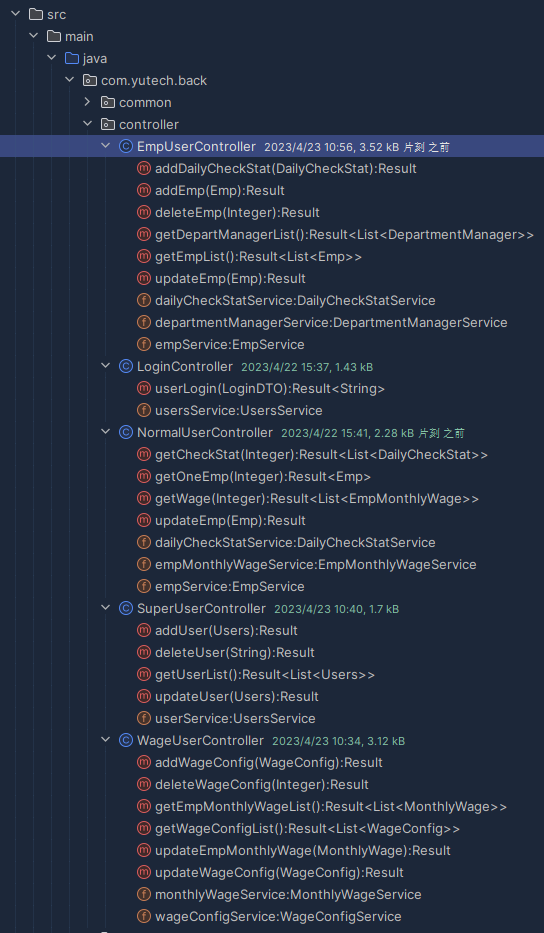 src
main
java
com.yutech.back
common
controller
EmpUserController 2023/4/23 10:56, 3.52 kB 片刻 之前
addDailyCheckStat(DailyCheckStat):Result
addEmp(Emp):Result
deleteEmp(Integer):Result
getDepartManagerList():Result<List<DepartmentManager>>
getEmpList():Result<List<Emp>>
updateEmp(Emp):Result
dailyCheckStatService:DailyCheckStatService
departmentManagerService:DepartmentManagerService
empService:EmpService
LoginController 2023/4/22 15:37, 1.43 kB
userLogin(LoginDTO):Result<String>
usersService:UsersService
NormalUserController 2023/4/22 15:41, 2.28 kB 片刻 之前
getCheckStat(Integer):Result<List<DailyCheckStat>>
getOneEmp(Integer):Result<Emp>
getWage(Integer):Result<List<EmpMonthlyWage>>
updateEmp(Emp):Result
dailyCheckStatService:DailyCheckStatService
empMonthlyWageService:EmpMonthlyWageService
empService:EmpService
SuperUserController 2023/4/23 10:40, 1.7 kB
addUser(Users):Result
deleteUser(String):Result
getUserList():Result<List<Users>>
updateUser(Users):Result
userService:UsersService
WageUserController 2023/4/23 10:34, 3.12 kB
addWageConfig(WageConfig):Result
deleteWageConfig(Integer):Result
getEmpMonthlyWageList():Result<List<MonthlyWage>>
getWageConfigList():Result<List<WageConfig>>
updateEmpMonthlyWage(MonthlyWage):Result
updateWageConfig(WageConfig):Result
monthlyWageService:MonthlyWageService
wageConfigService:WageConfigService